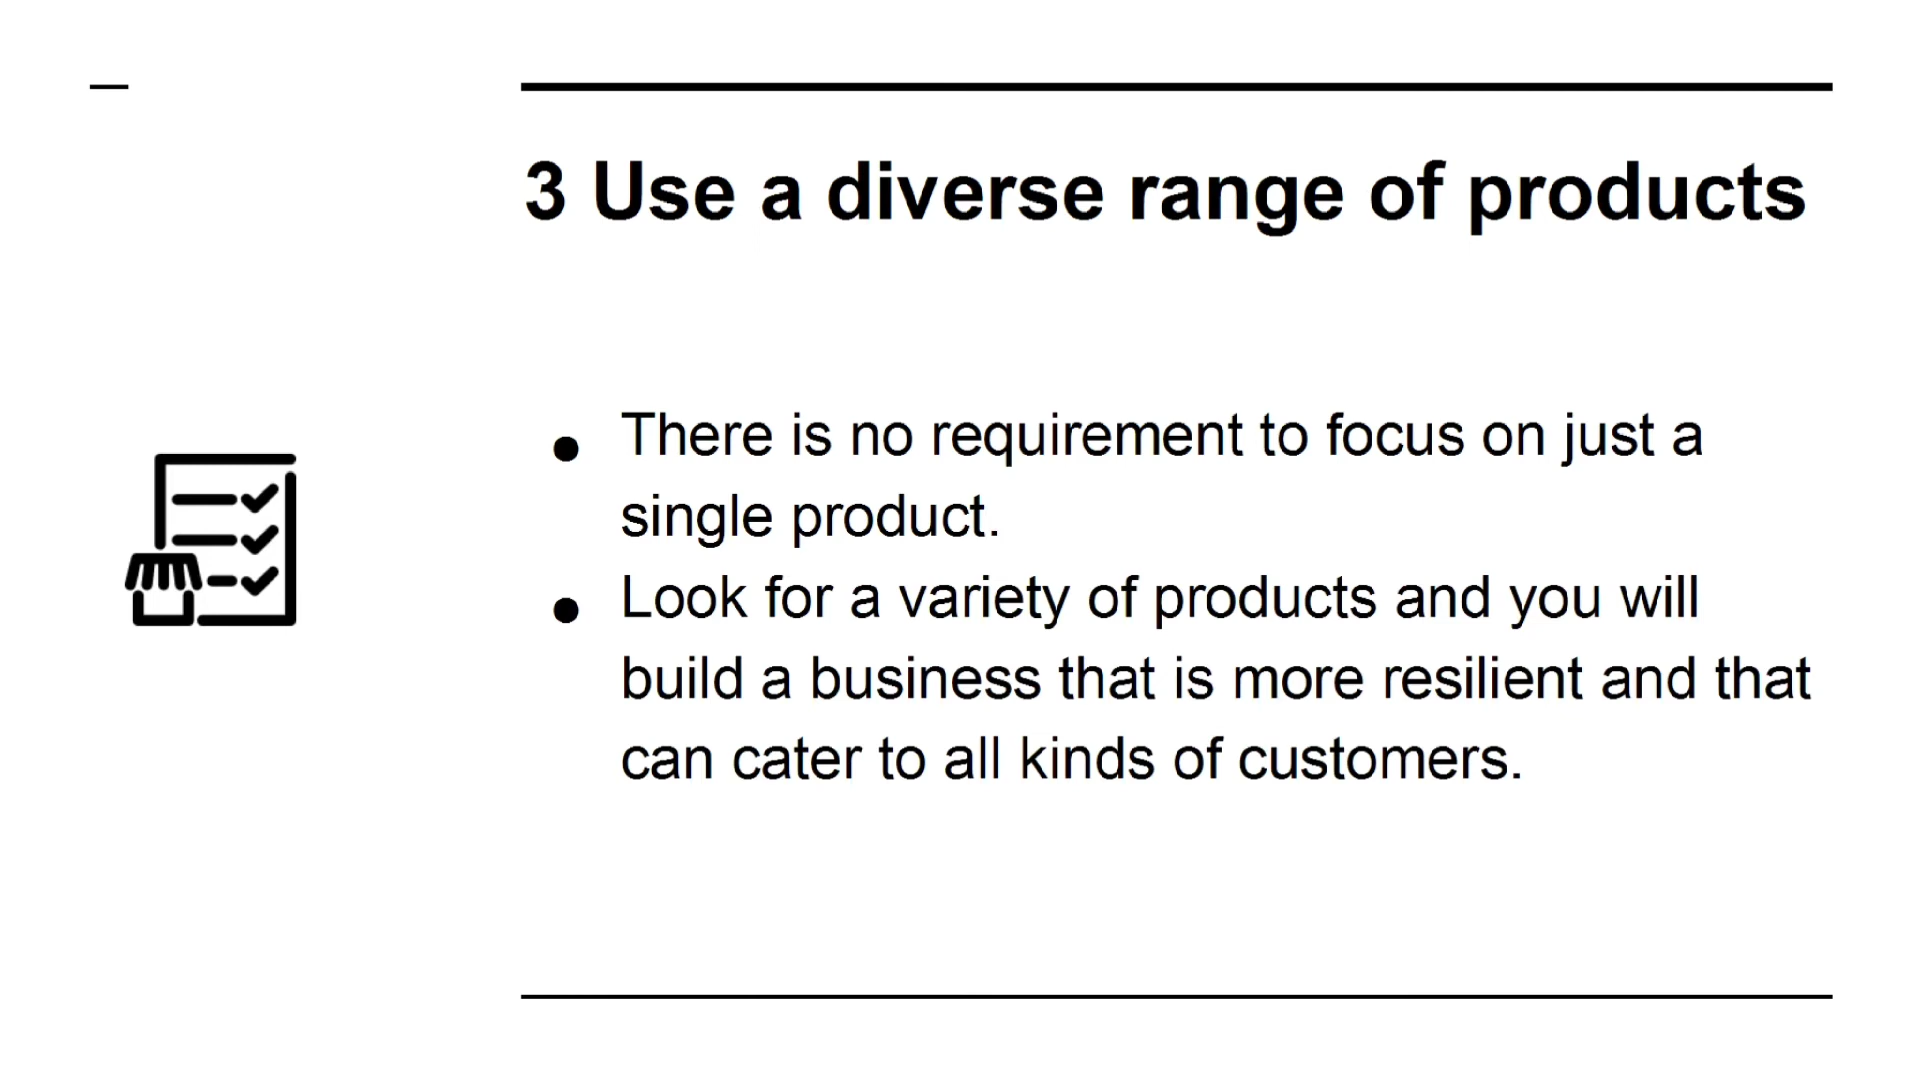 3 Use a diverse range of products
● There is no requirement to focus on just a
single product.
● Look for a variety of products and you will
build a business that is more resilient and that
can cater to all kinds of customers.